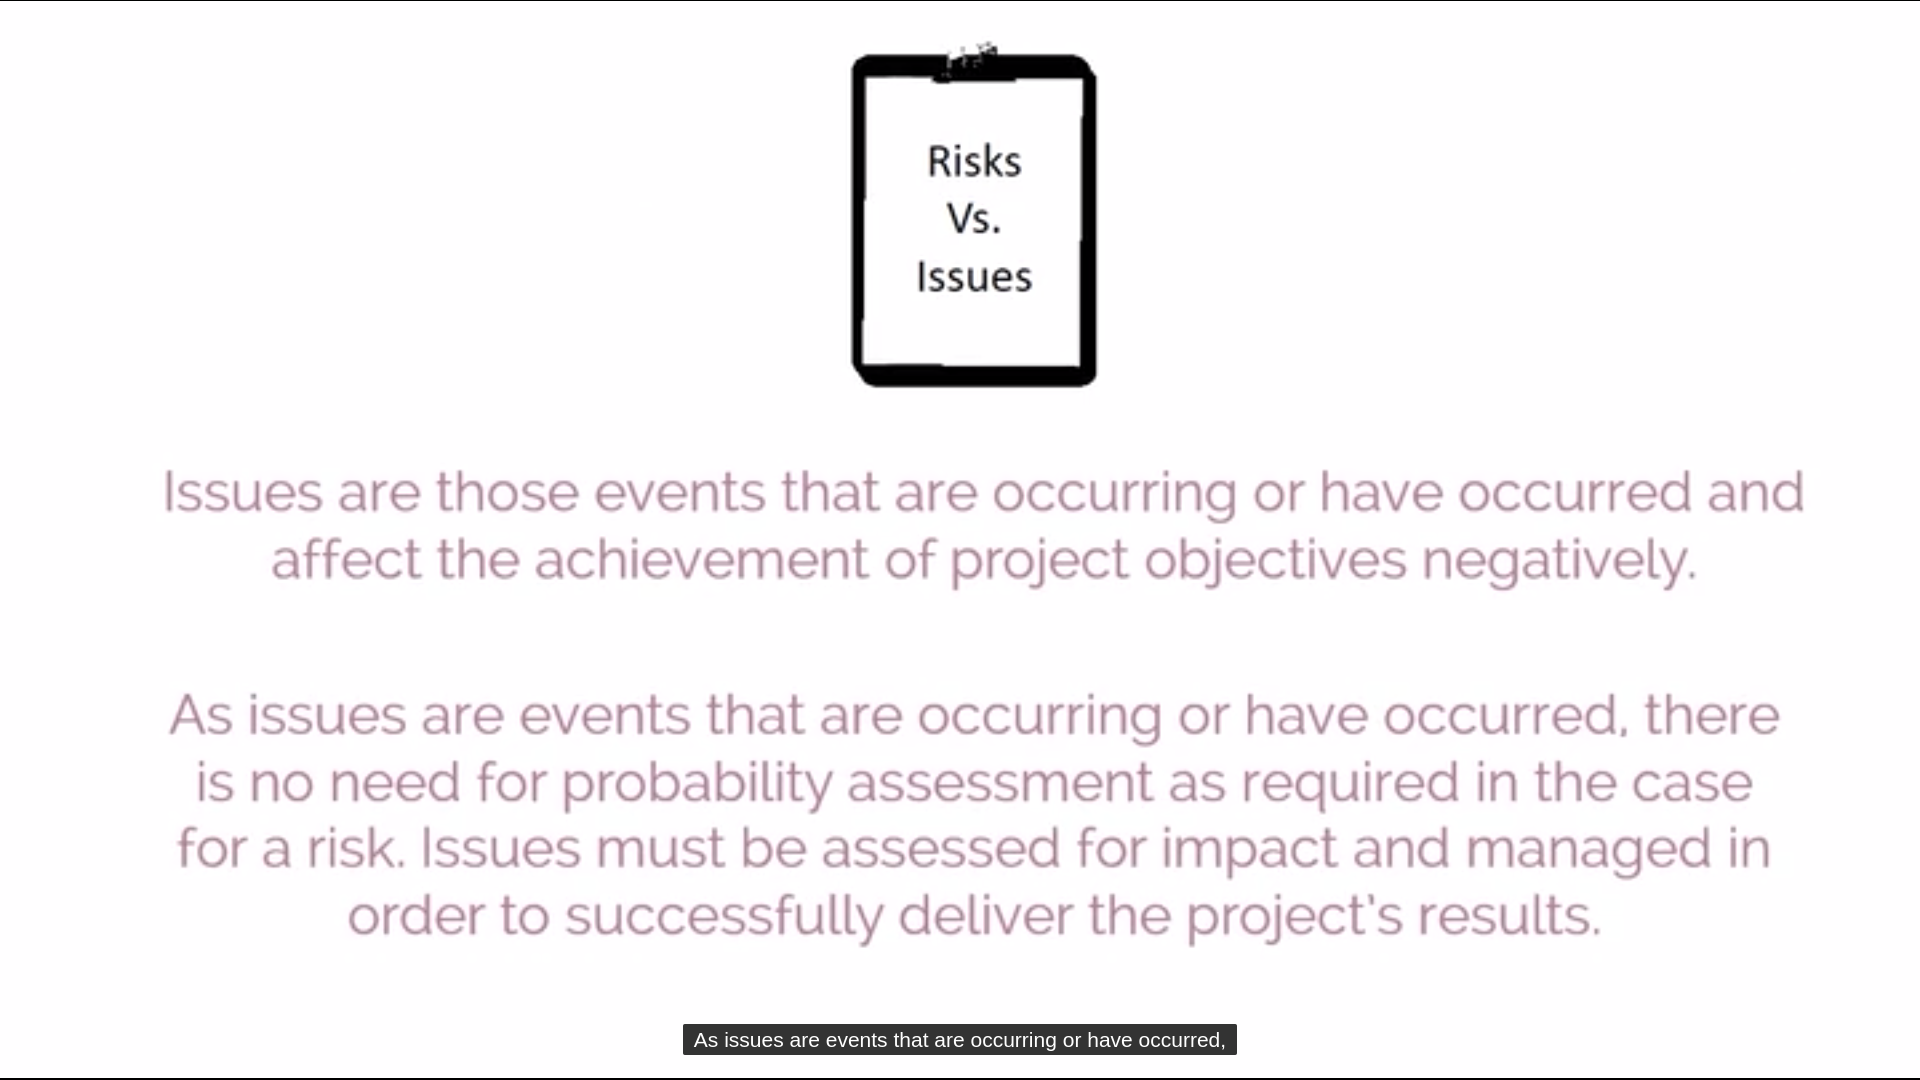 Risks
Vs.
Issues
Issues are those events that are occurring or have occurred and
affect the achievement of project objectives negatively.
As issues are events that are occurring or have occurred, there
is no need for probability assessment as required in the case
for a risk. Issues must be assessed for impact and managed in
order to successfully deliver the project's results.
As issues are events that are occurring or have occurred,